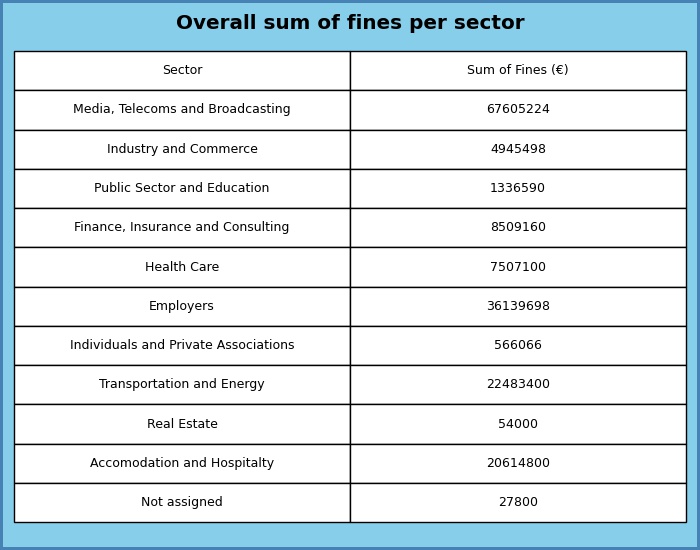 Overall sum of fines per sector
Sector Sum of Fines (€)
Media, Telecoms and Broadcasting 67605224
Industry and Commerce 4945498
Public Sector and Education 1336590
Finance, Insurance and Consulting 8509160
Health Care 7507100
Employers 36139698
Individuals and Private Associations 566066
Transportation and Energy 22483400
Real Estate 54000
Accomodation and Hospitalty 20614800
Not assigned 27800